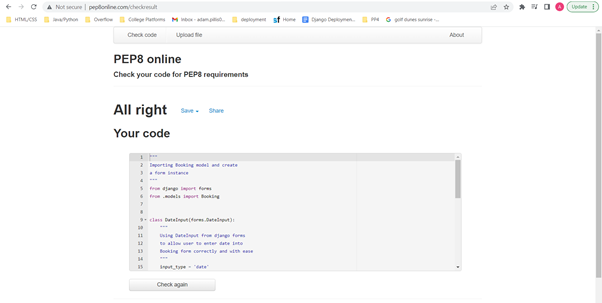 Not secure | pep8online.com/checkresult
Update
HTML/CSS Java/Python Overflow College Platforms Inbox - adam.pills0... deployment Home Django Deploymen... PP4 golf dunes sunrise -...
Check code Upload file About
PEP8 online
Check your code for PEP8 requirements
All right Save Share
Your code
1 """
2 Importing Booking model and create
3 a form instance
4 """
5 from django import forms
6 from .models import Booking
7
8
9 class DateInput(forms.DateInput):
10 """
11 Using DateInput from django forms
12 to allow user to enter data into
13 Booking form correctly and with ease
14 """
15 input_type = 'date'
Check again